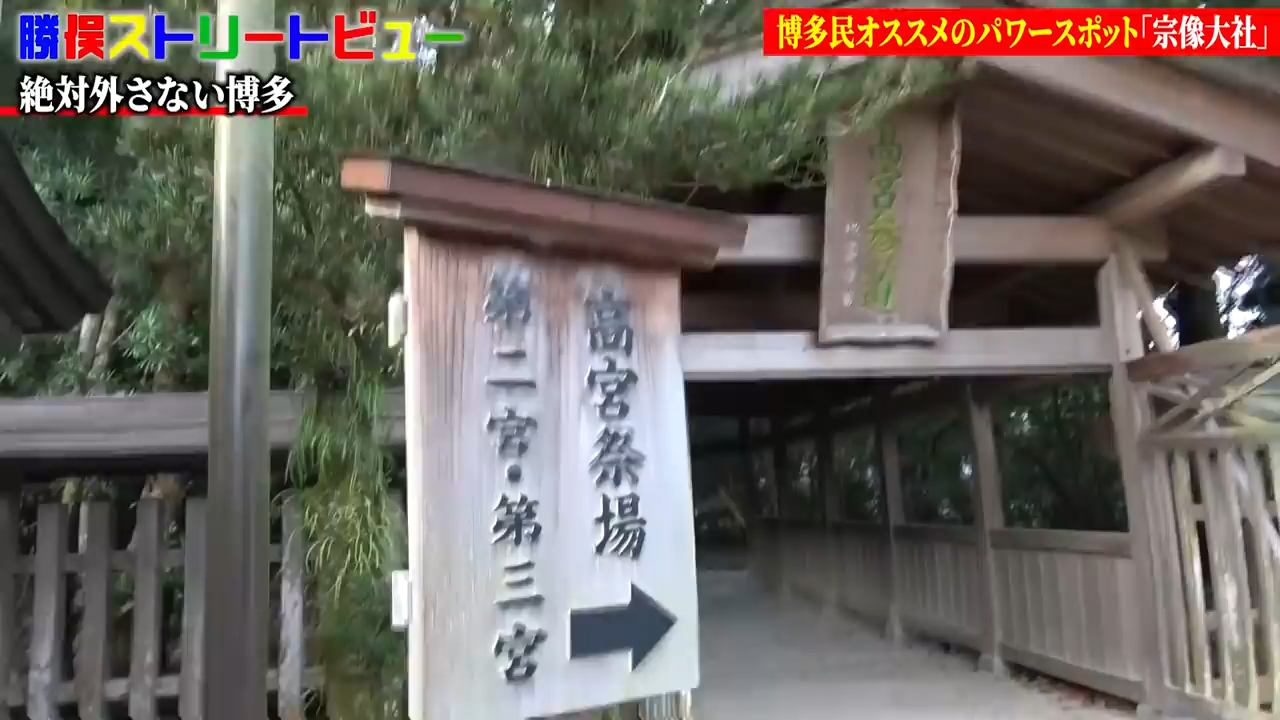 勝俣ストリートビュー
絶対外さない博多
博多民オススメのパワースポット「宗像大社」
高宮祭場
第二宮・第三宮